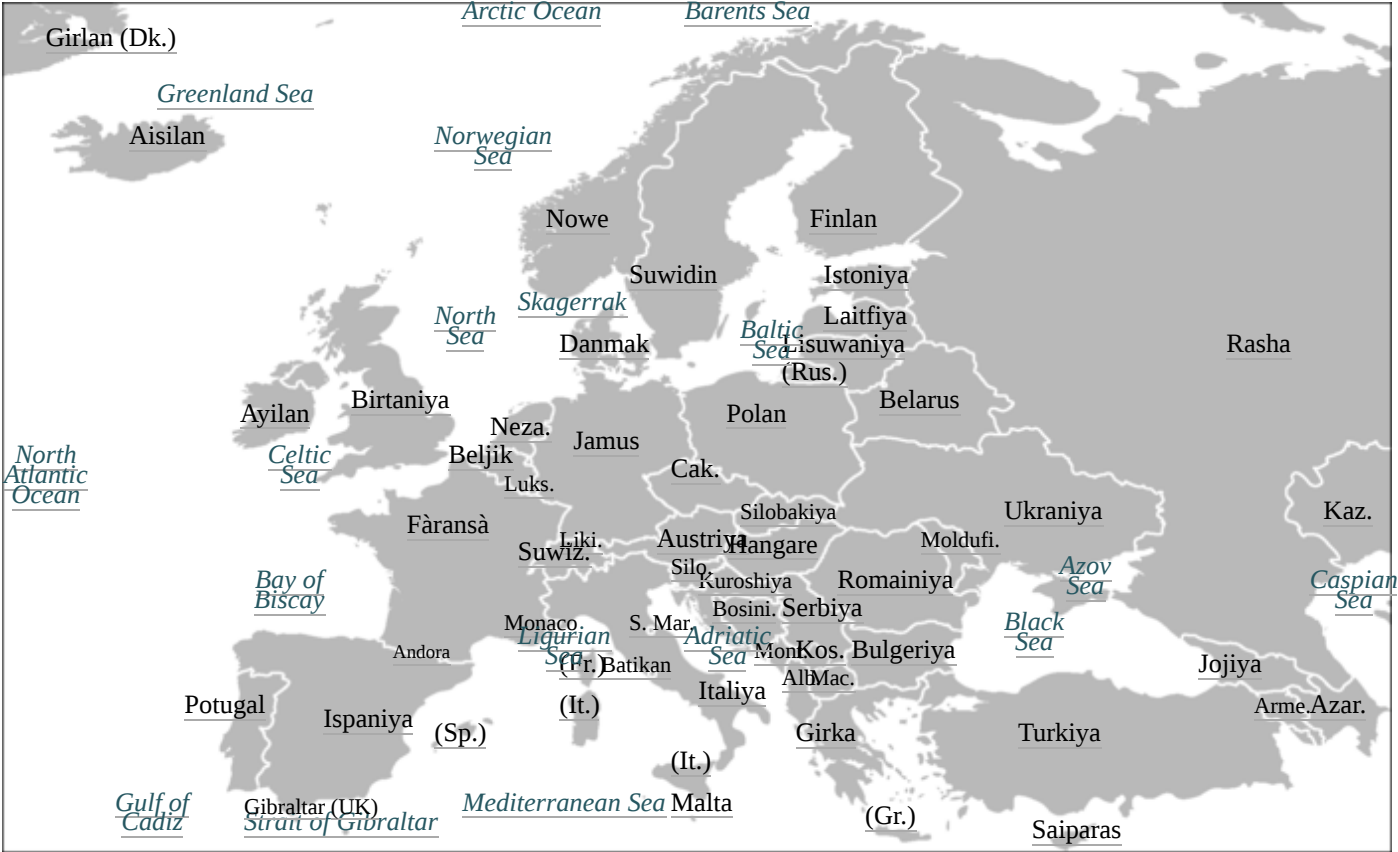 Arctic Ocean
Barents Sea
Girlan (Dk.)
Greenland Sea
Aisilan
Norwegian
Sea
Nowe
Finlan
Suwidin
Istoniya
Skagerrak
North
Sea
Laitfiya
Baltic
Sea
Danmak
Lisuwaniya
Rasha
(Rus.)
Ayilan
Birtaniya
Polan
Belarus
Neza.
Jamus
Beljik
North
Atlantic
Ocean
Celtic
Sea
Cak.
Luks.
Silobakiya
Ukraniya
Kaz.
Fàransà
Liki.
Suwiz.
Austriya
Hangare
Moldufi.
Silo.
Kuroshiya
Romainiya
Azov
Sea
Caspian
Sea
Bay of
Biscay
Bosini.
Serbiya
Monaco
S. Mar.
Black
Sea
Ligurian
Sea
Adriatic
Sea
Andora
Mont.
Kos.
Bulgeriya
(Fr.)
Batikan
Jojiya
Alb.
Mac.
Potugal
Ispaniya
(It.)
Italiya
Arme.
Azar.
(Sp.)
Girka
Turkiya
(It.)
Gulf of
Cadiz
Gibraltar (UK)
Strait of Gibraltar
Mediterranean Sea
Malta
(Gr.)
Saiparas